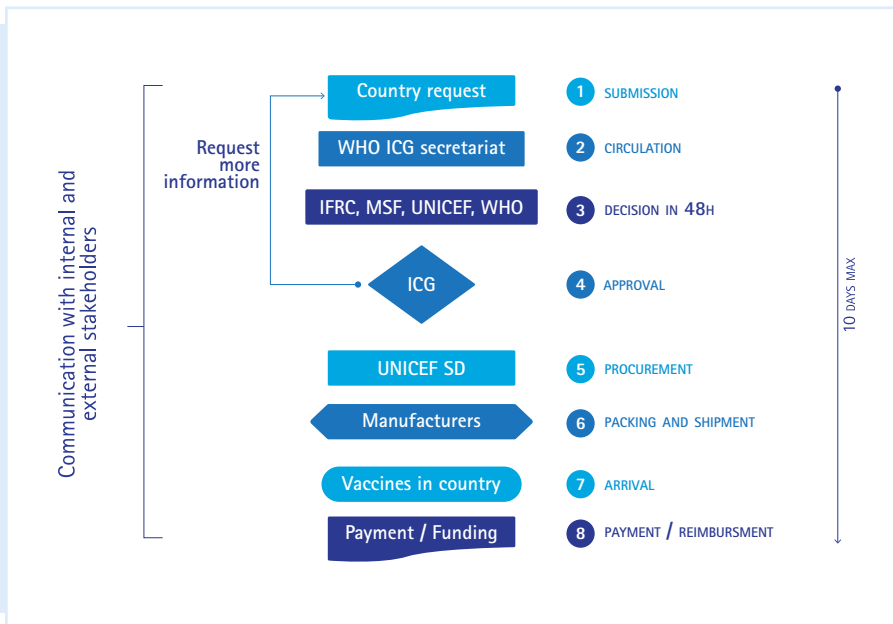 Communication with internal and
external stakeholders
Request
more
information
Country request
1 SUBMISSION
WHO ICG secretariat
2 CIRCULATION
IFRC, MSF, UNICEF, WHO
3 DECISION IN 48H
ICG
4 APPROVAL
UNICEF SD
5 PROCUREMENT
Manufacturers
6 PACKING AND SHIPMENT
Vaccines in country
7 ARRIVAL
Payment / Funding
8 PAYMENT / REIMBURSMENT
10 DAYS MAX